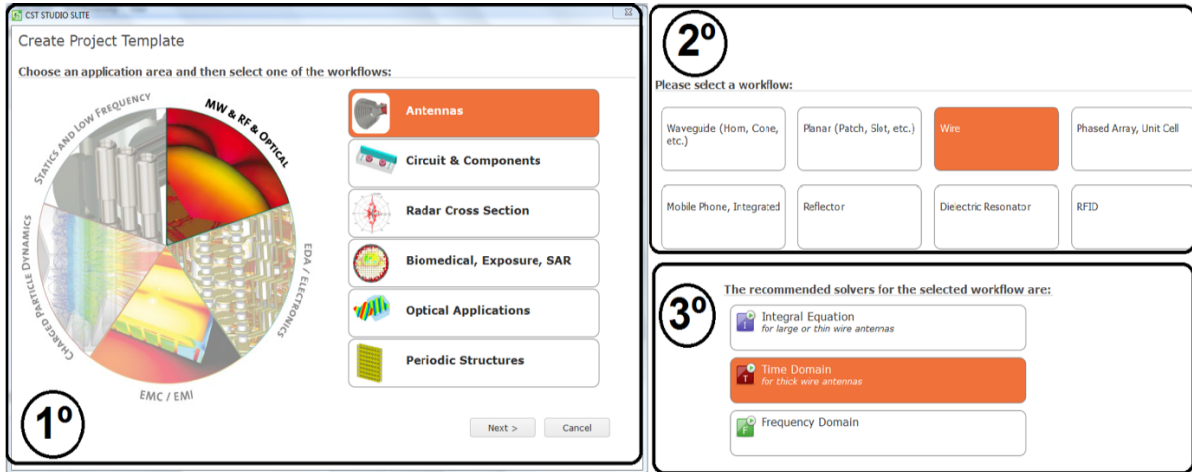 CST STUDIO SUITE
Create Project Template
Choose an application area and then select one of the workflows:
STATICS AND LOW FREQUENCY
MW & RF & OPTICAL
EDA / ELECTRONICS
EMC / EMI
CHARGED PARTICLE DYNAMICS
Antennas
Circuit & Components
Radar Cross Section
Biomedical, Exposure, SAR
Optical Applications
Periodic Structures
Next >
Cancel
1º
2º
Please select a workflow:
Waveguide (Horn, Cone,
etc.)
Planar (Patch, Slot, etc.)
Wire
Phased Array, Unit Cell
Mobile Phone, Integrated
Reflector
Dielectric Resonator
RFID
3º
The recommended solvers for the selected workflow are:
Integral Equation
for large or thin wire antennas
Time Domain
for thick wire antennas
Frequency Domain